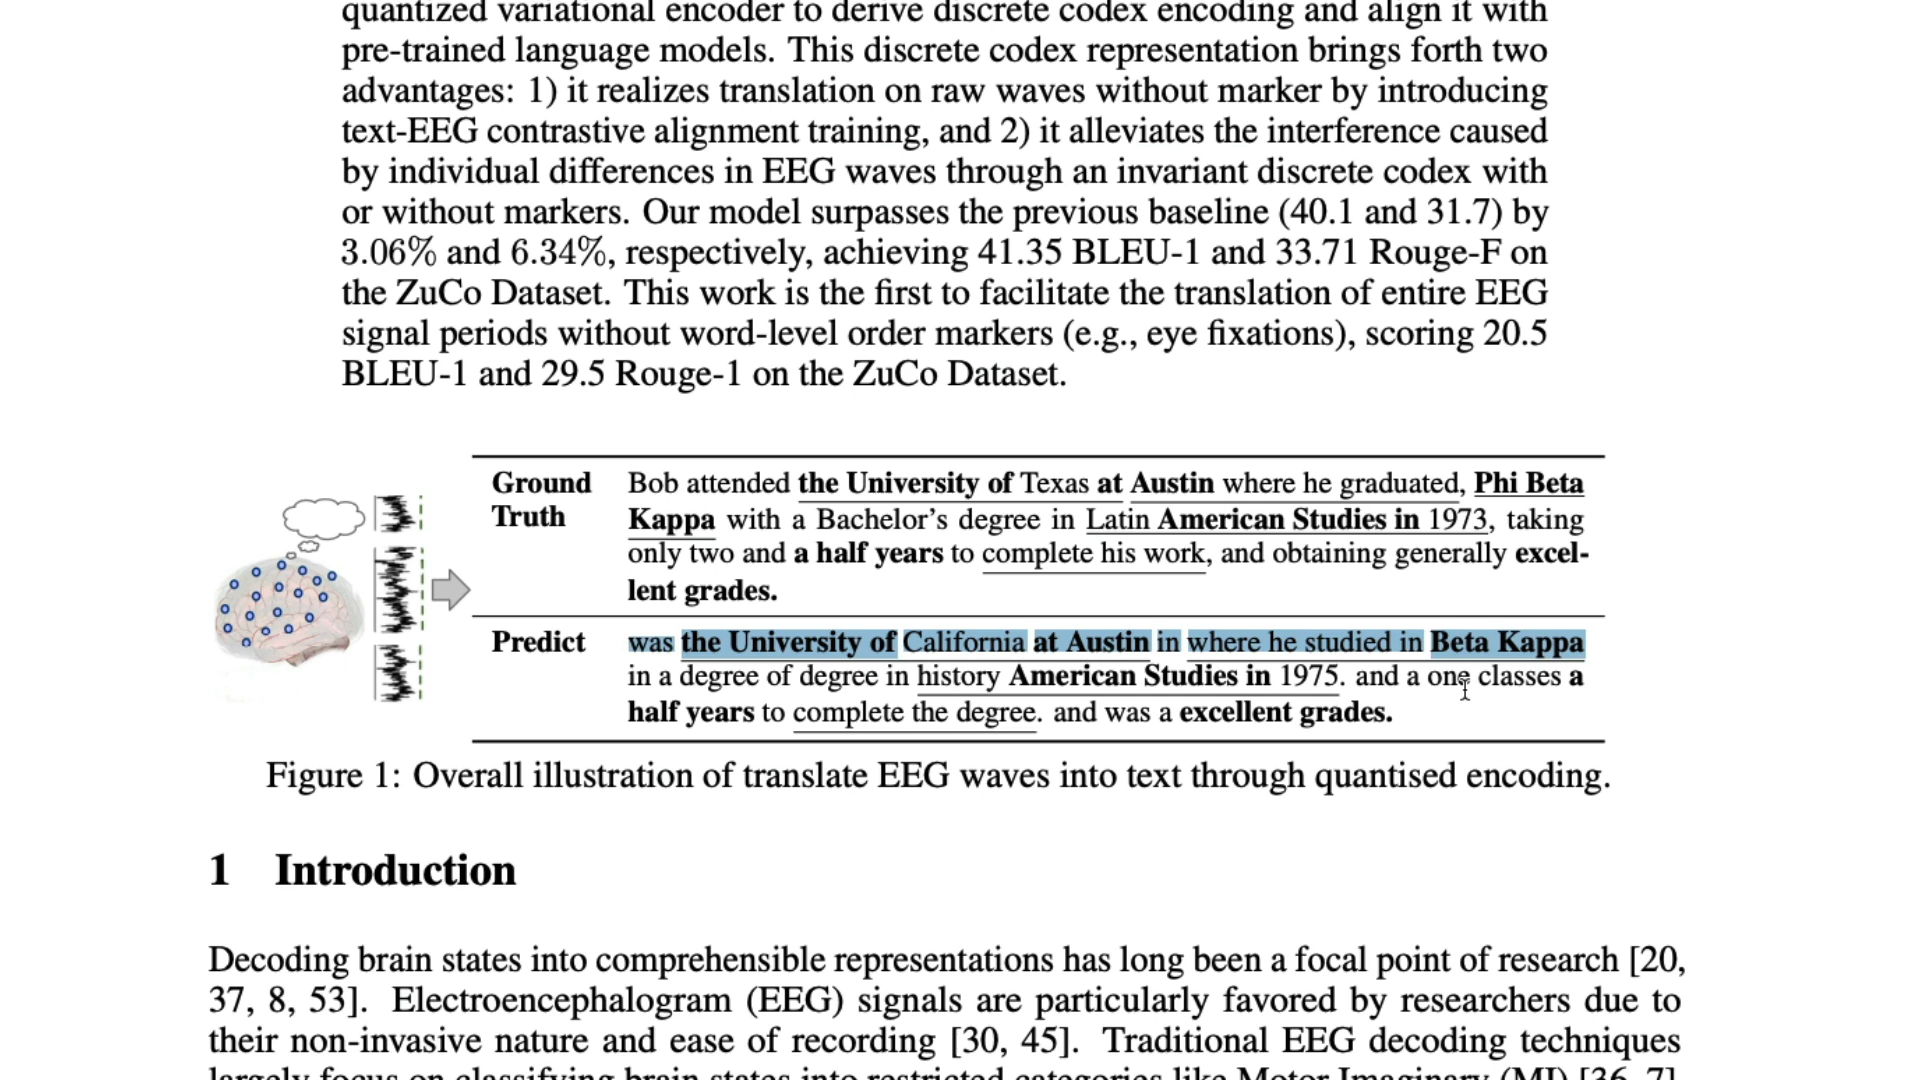 quantized variational encoder to derive discrete codex encoding and align it with
pre-trained language models. This discrete codex representation brings forth two
advantages: 1) it realizes translation on raw waves without marker by introducing
text-EEG contrastive alignment training, and 2) it alleviates the interference caused
by individual differences in EEG waves through an invariant discrete codex with
or without markers. Our model surpasses the previous baseline (40.1 and 31.7) by
3.06% and 6.34%, respectively, achieving 41.35 BLEU-1 and 33.71 Rouge-F on
the ZuCo Dataset. This work is the first to facilitate the translation of entire EEG
signal periods without word-level order markers (e.g., eye fixations), scoring 20.5
BLEU-1 and 29.5 Rouge-1 on the ZuCo Dataset.
Ground Truth
Bob attended the University of Texas at Austin where he graduated, Phi Beta
Kappa with a Bachelor's degree in Latin American Studies in 1973, taking
only two and a half years to complete his work, and obtaining generally excel-
lent grades.
Predict
was the University of California at Austin in where he studied in Beta Kappa
in a degree of degree in history American Studies in 1975. and a one classes a
half years to complete the degree. and was a excellent grades.
Figure 1: Overall illustration of translate EEG waves into text through quantised encoding.
1 Introduction
Decoding brain states into comprehensible representations has long been a focal point of research [20,
37, 8, 53]. Electroencephalogram (EEG) signals are particularly favored by researchers due to
their non-invasive nature and ease of recording [30, 45]. Traditional EEG decoding techniques
largely focus on classifying brain states into restricted categories like Motor Imaginary (MI) [36, 7]